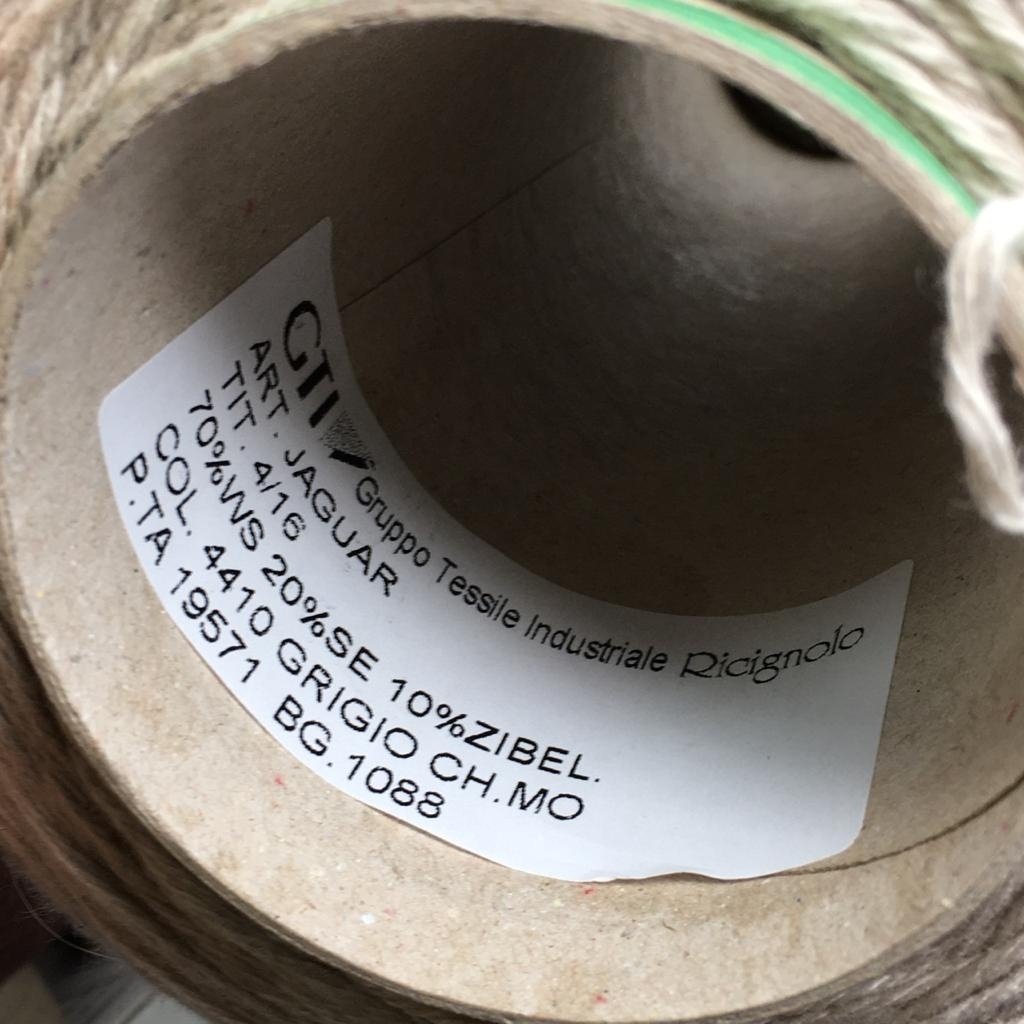 GTI Gruppo Tessile Industriale Ricignolo
ART. JAGUAR
TIT. 4/16
70%WS 20%SE 10%ZIBEL.
COL. 4410 GRIGIO CH.MO
P.TA 19571 BG.1088